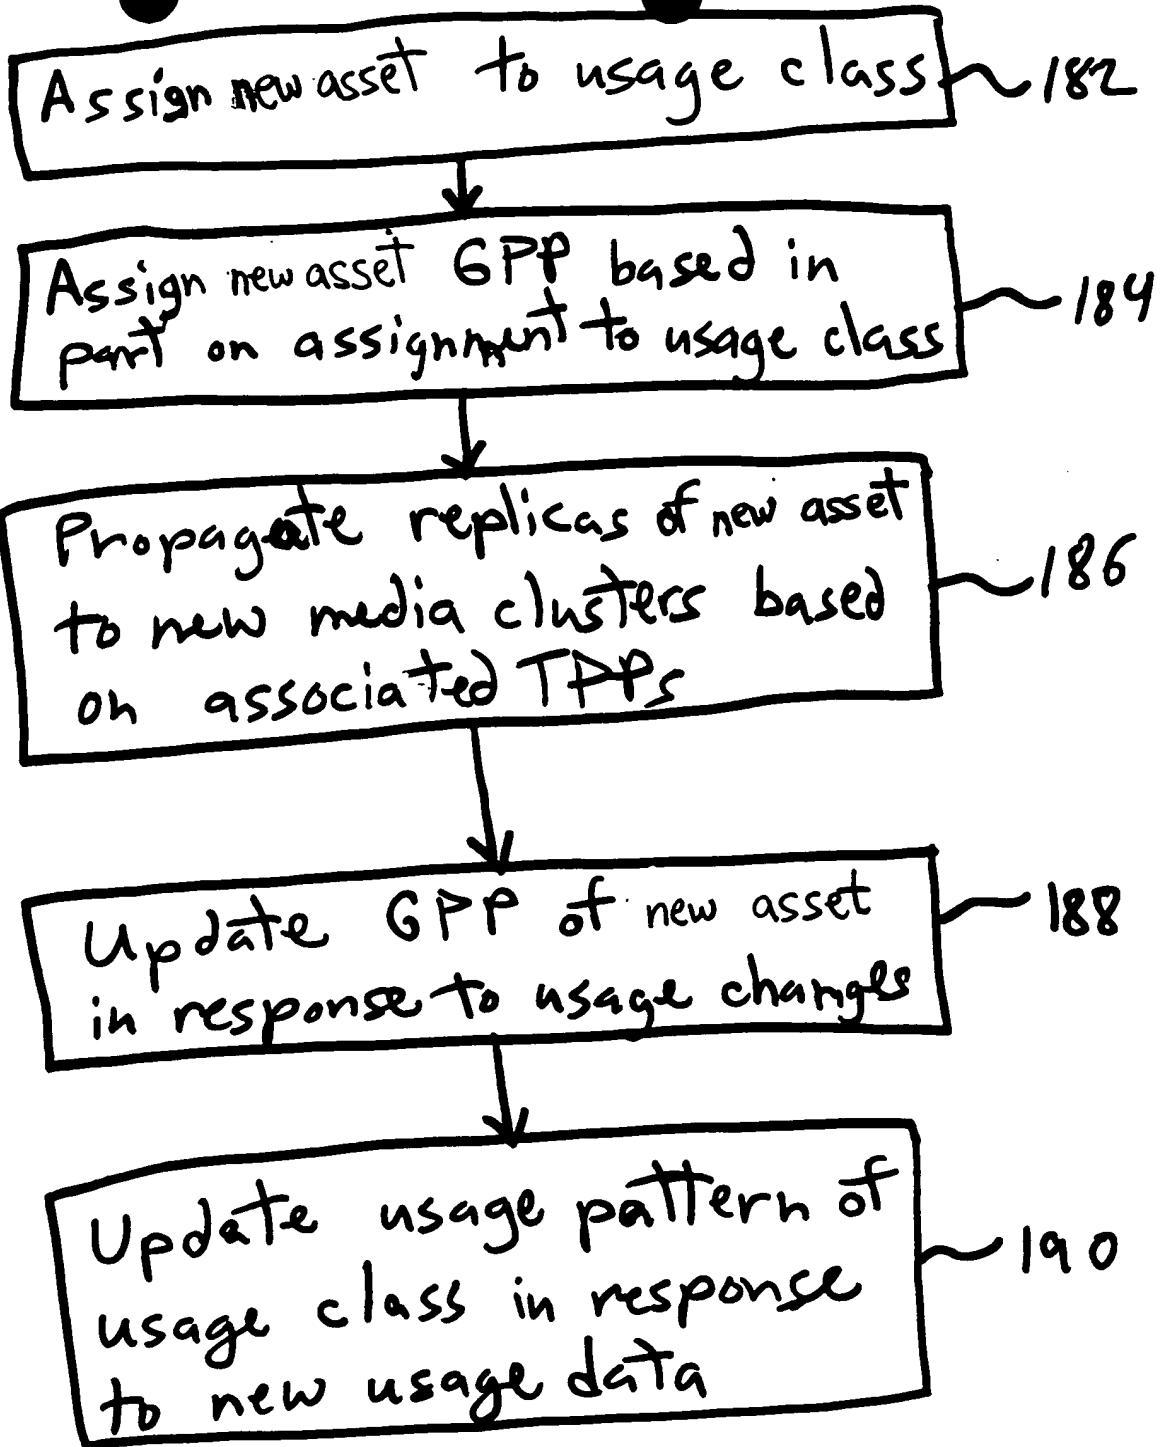 Assign new asset to usage class
182
Assign new asset GPP based in
part on assignment to usage class
184
Propagate replicas of new asset
to new media clusters based
on associated TPPs
186
Update GPP of new asset
in response to usage changes
188
Update usage pattern of
usage class in response
to new usage data
190